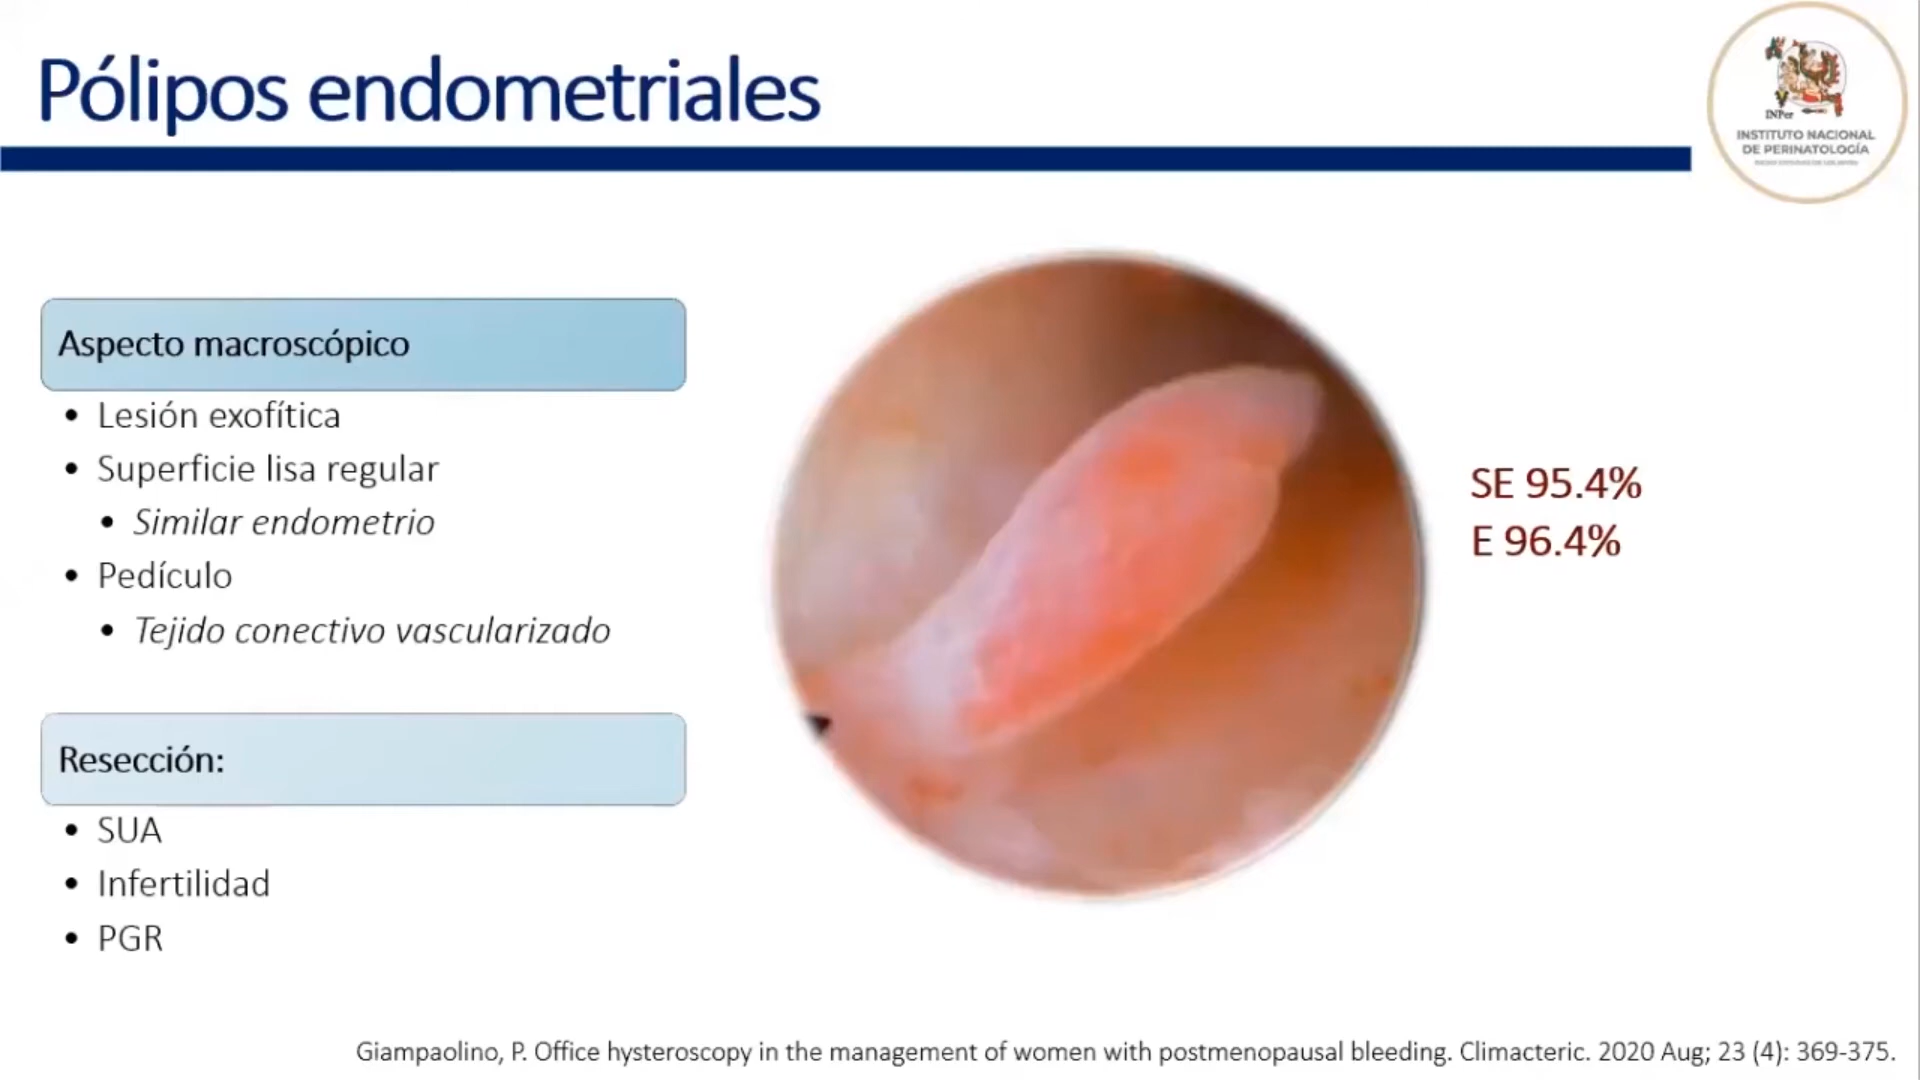 Pólipos endometriales
INPer
INSTITUTO NACIONAL
DE PERINATOLOGÍA
Aspecto macroscópico
• Lesión exofítica
• Superficie lisa regular
• Similar endometrio
• Pedículo
• Tejido conectivo vascularizado
SE 95.4%
E 96.4%
Resección:
• SUA
• Infertilidad
• PGR
Giampaolino, P. Office hysteroscopy in the management of women with postmenopausal bleeding. Climacteric. 2020 Aug; 23 (4): 369-375.